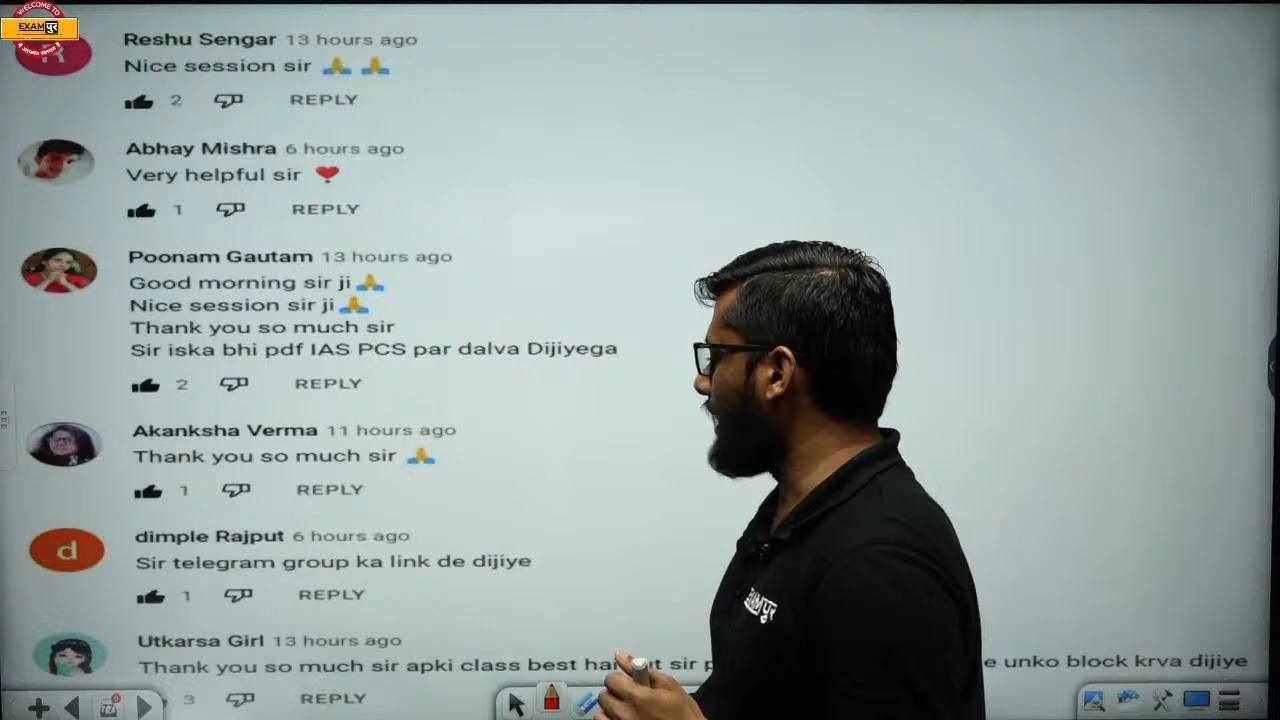 WELCOME TO
EXAMपुर
Reshu Sengar 13 hours ago
Nice session sir 🙏 🙏
2 REPLY
Abhay Mishra 6 hours ago
Very helpful sir ❣
1 REPLY
Poonam Gautam 13 hours ago
Good morning sir ji🙏
Nice session sir ji🙏
Thank you so much sir
Sir iska bhi pdf IAS PCS par dalva Dijiyega
2 REPLY
Akanksha Verma 11 hours ago
Thank you so much sir 🙏
1 REPLY
d
dimple Rajput 6 hours ago
Sir telegram group ka link de dijiye
1 REPLY
EXAMपुर
Utkarsa Girl 13 hours ago
Thank you so much sir apki class best hai sir e unko block krva dijiye
3 REPLY